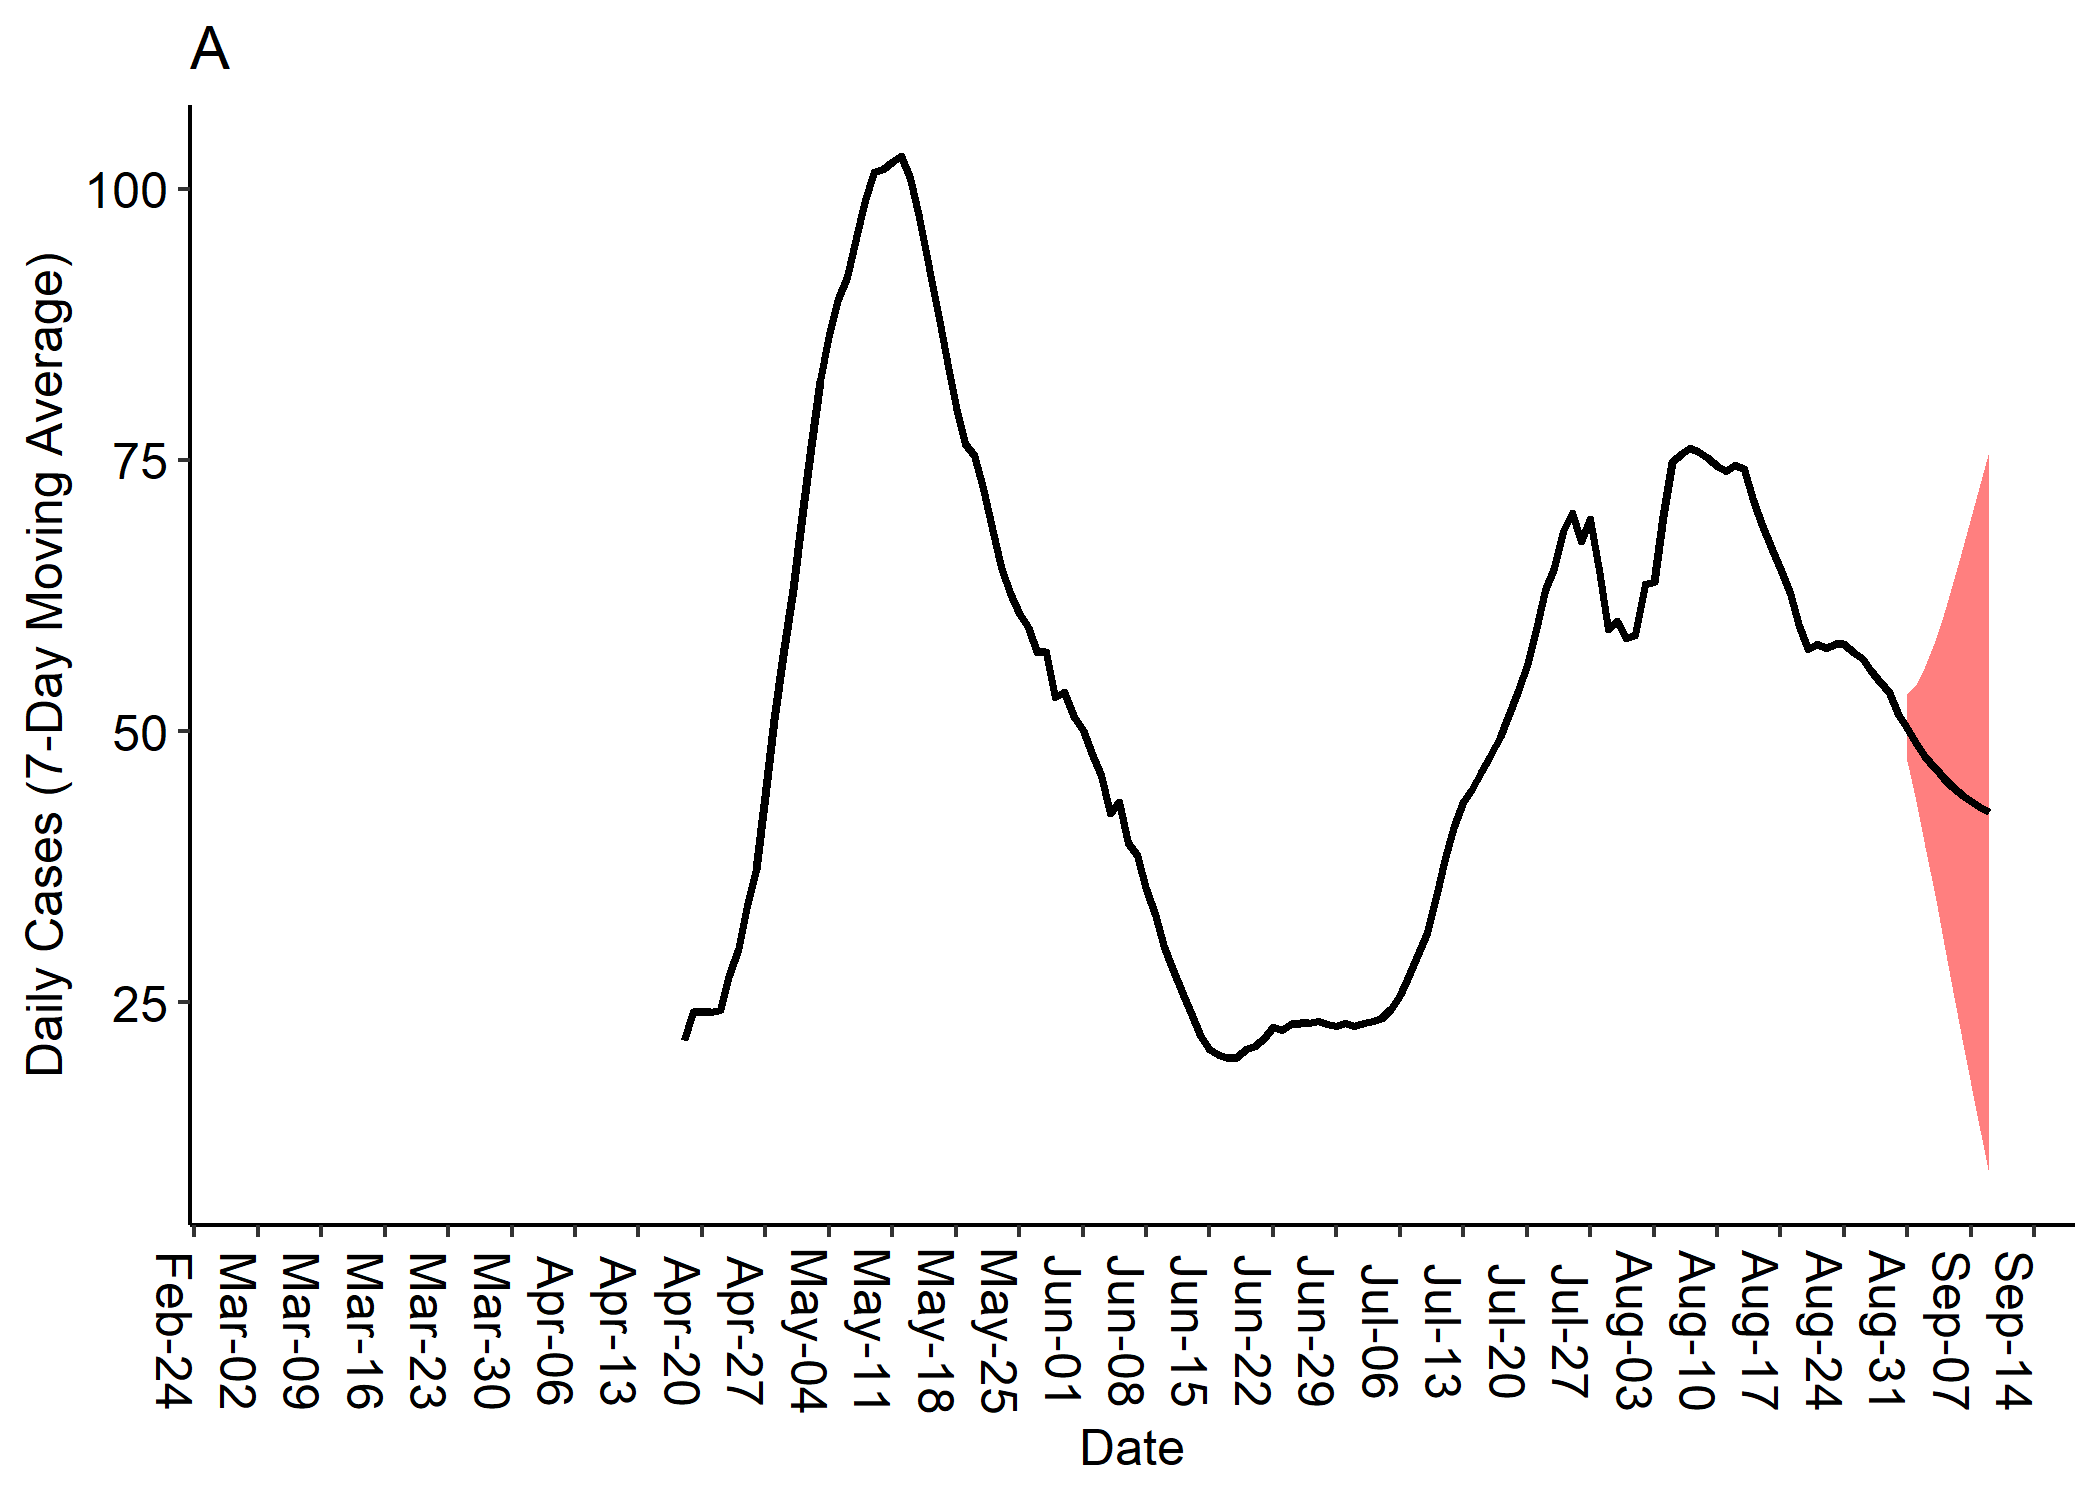 A
Daily Cases (7-Day Moving Average)
100
75
50
25
Feb-24
Mar-02
Mar-09
Mar-16
Mar-23
Mar-30
Apr-06
Apr-13
Apr-20
Apr-27
May-04
May-11
May-18
May-25
Jun-01
Jun-08
Jun-15
Jun-22
Jun-29
Jul-06
Jul-13
Jul-20
Jul-27
Aug-03
Aug-10
Aug-17
Aug-24
Aug-31
Sep-07
Sep-14
Date